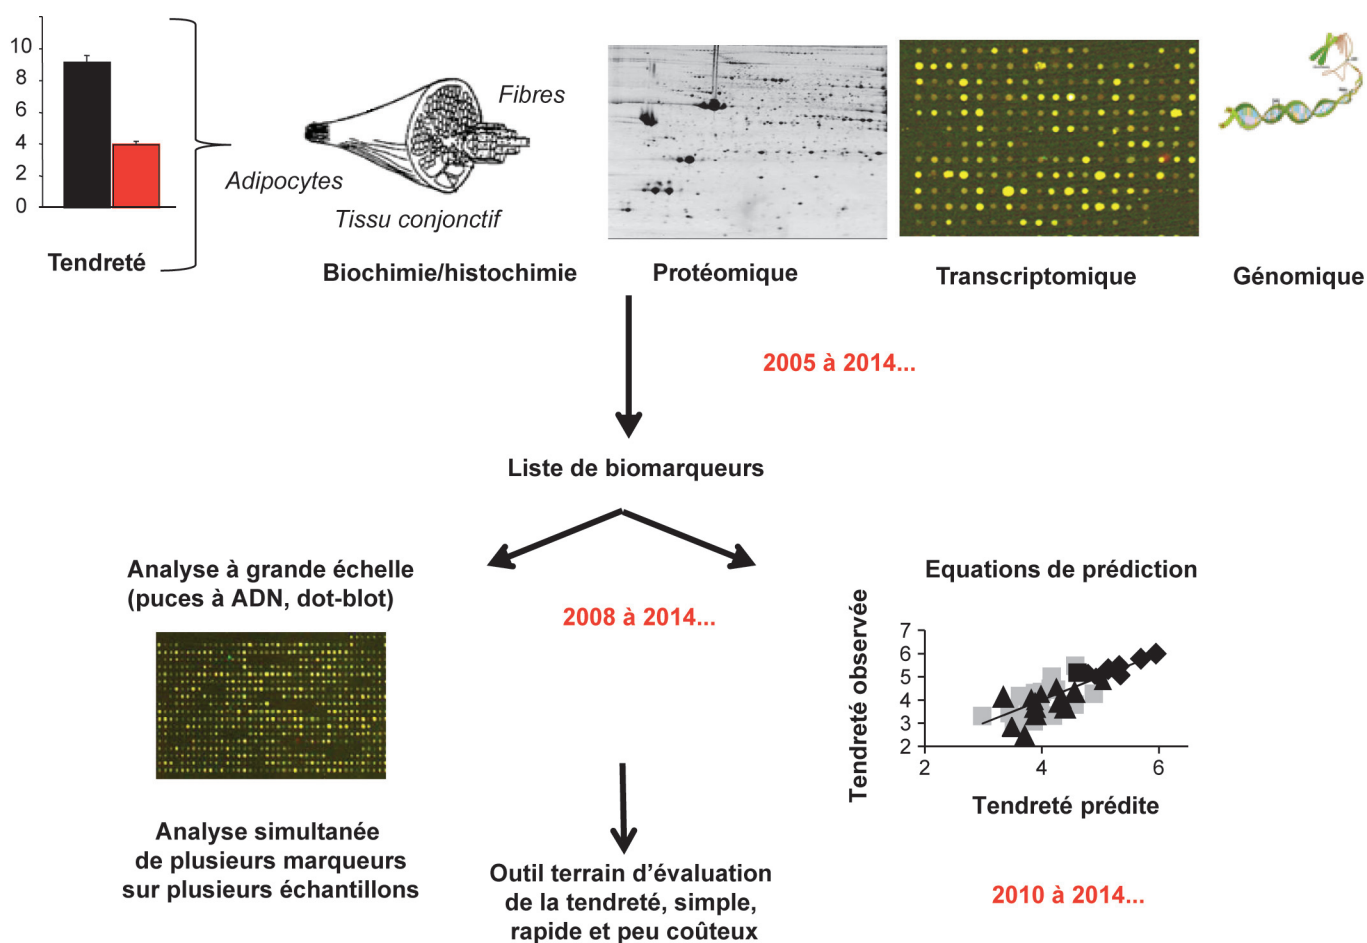 10
8
6
4
2
0
Tendreté
Adipocytes
Fibres
Tissu conjonctif
Biochimie/histochimie
Protéomique
Transcriptomique
Génomique
2005 à 2014...
Liste de biomarqueurs
Analyse à grande échelle
(puces à ADN, dot-blot)
2008 à 2014...
Equations de prédiction
Tendreté observée
7
6
5
4
3
2
2
4
6
Tendreté prédite
Analyse simultanée
de plusieurs marqueurs
sur plusieurs échantillons
Outil terrain d’évaluation
de la tendreté, simple,
rapide et peu coûteux
2010 à 2014...